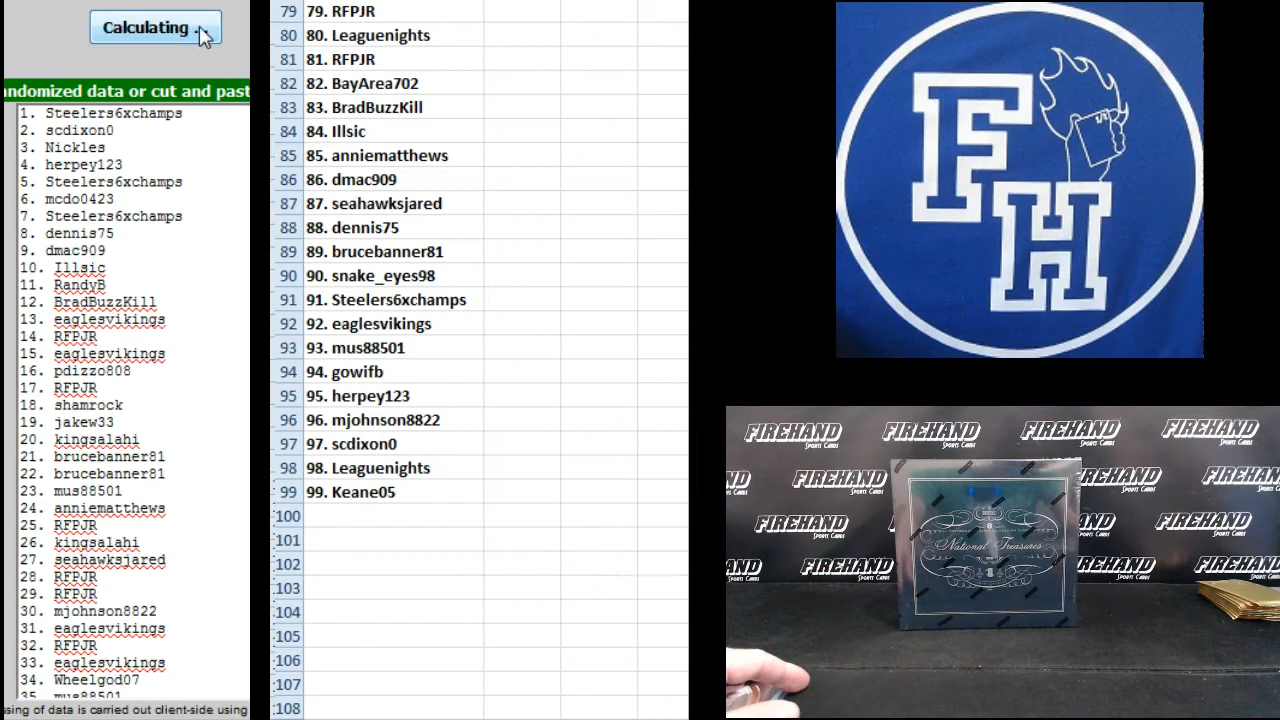 Calculating ..
andomized data or cut and past
1. Steelers6xchamps
2. scdixon0
3. Nickles
4. herpey123
5. Steelers6xchamps
6. mcdo0423
7. Steelers6xchamps
8. dennis75
9. dmac909
10. Illsic
11. RandyB
12. BradBuzzKill
13. eaglesvikings
14. RFPJR
15. eaglesvikings
16. pdizzo808
17. RFPJR
18. shamrock
19. jakew33
20. kingsalahi
21. brucebanner81
22. brucebanner81
23. mus88501
24. anniematthews
25. RFPJR
26. kingsalahi
27. seahawksjared
28. RFPJR
29. RFPJR
30. mjohnson8822
31. eaglesvikings
32. RFPJR
33. eaglesvikings
34. Wheelgod07
35. mus88501
ssing of data is carried out client-side using
79 79. RFPJR
80 80. Leaguenights
81 81. RFPJR
82 82. BayArea702
83 83. BradBuzzKill
84 84. Illsic
85 85. anniematthews
86 86. dmac909
87 87. seahawksjared
88 88. dennis75
89 89. brucebanner81
90 90. snake_eyes98
91 91. Steelers6xchamps
92 92. eaglesvikings
93 93. mus88501
94 94. gowifb
95 95. herpey123
96 96. mjohnson8822
97 97. scdixon0
98 98. Leaguenights
99 99. Keane05
100
101
102
103
104
105
106
107
108
FH
FIREHAND SPORTS CARDS
National Treasures